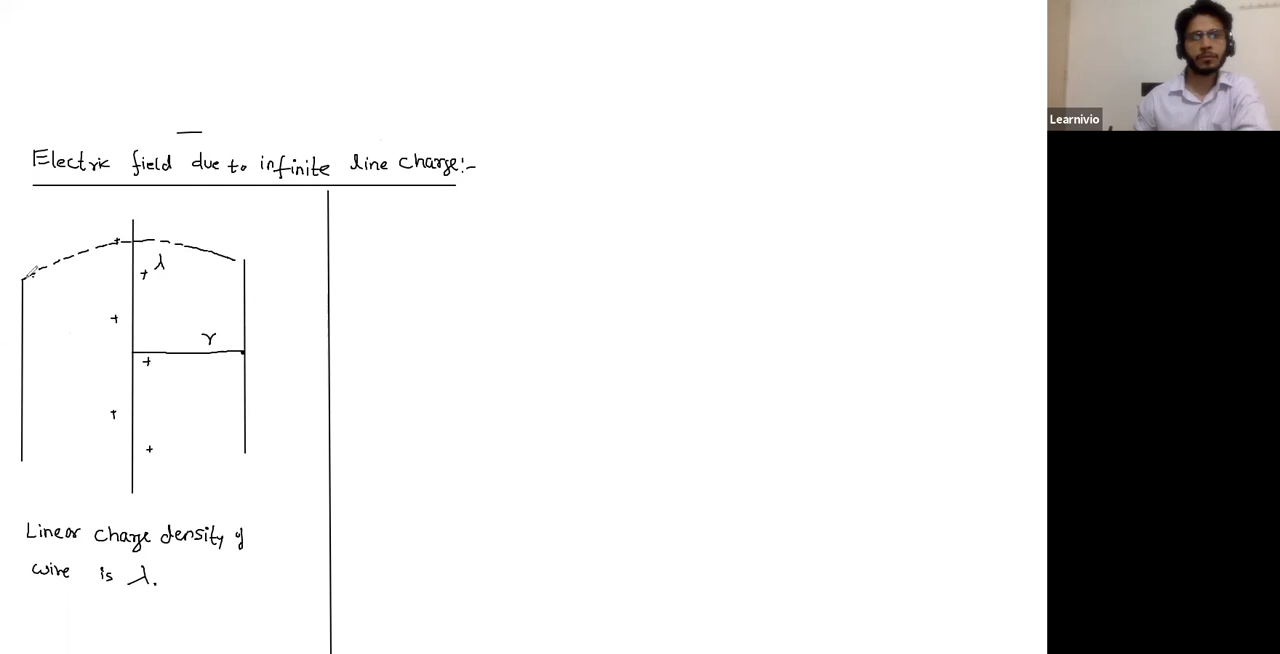 Electric field due to infinite line charge:-
+
λ
+
+
r
+
+
+
Linear charge density of
wire is λ.
Learnivio